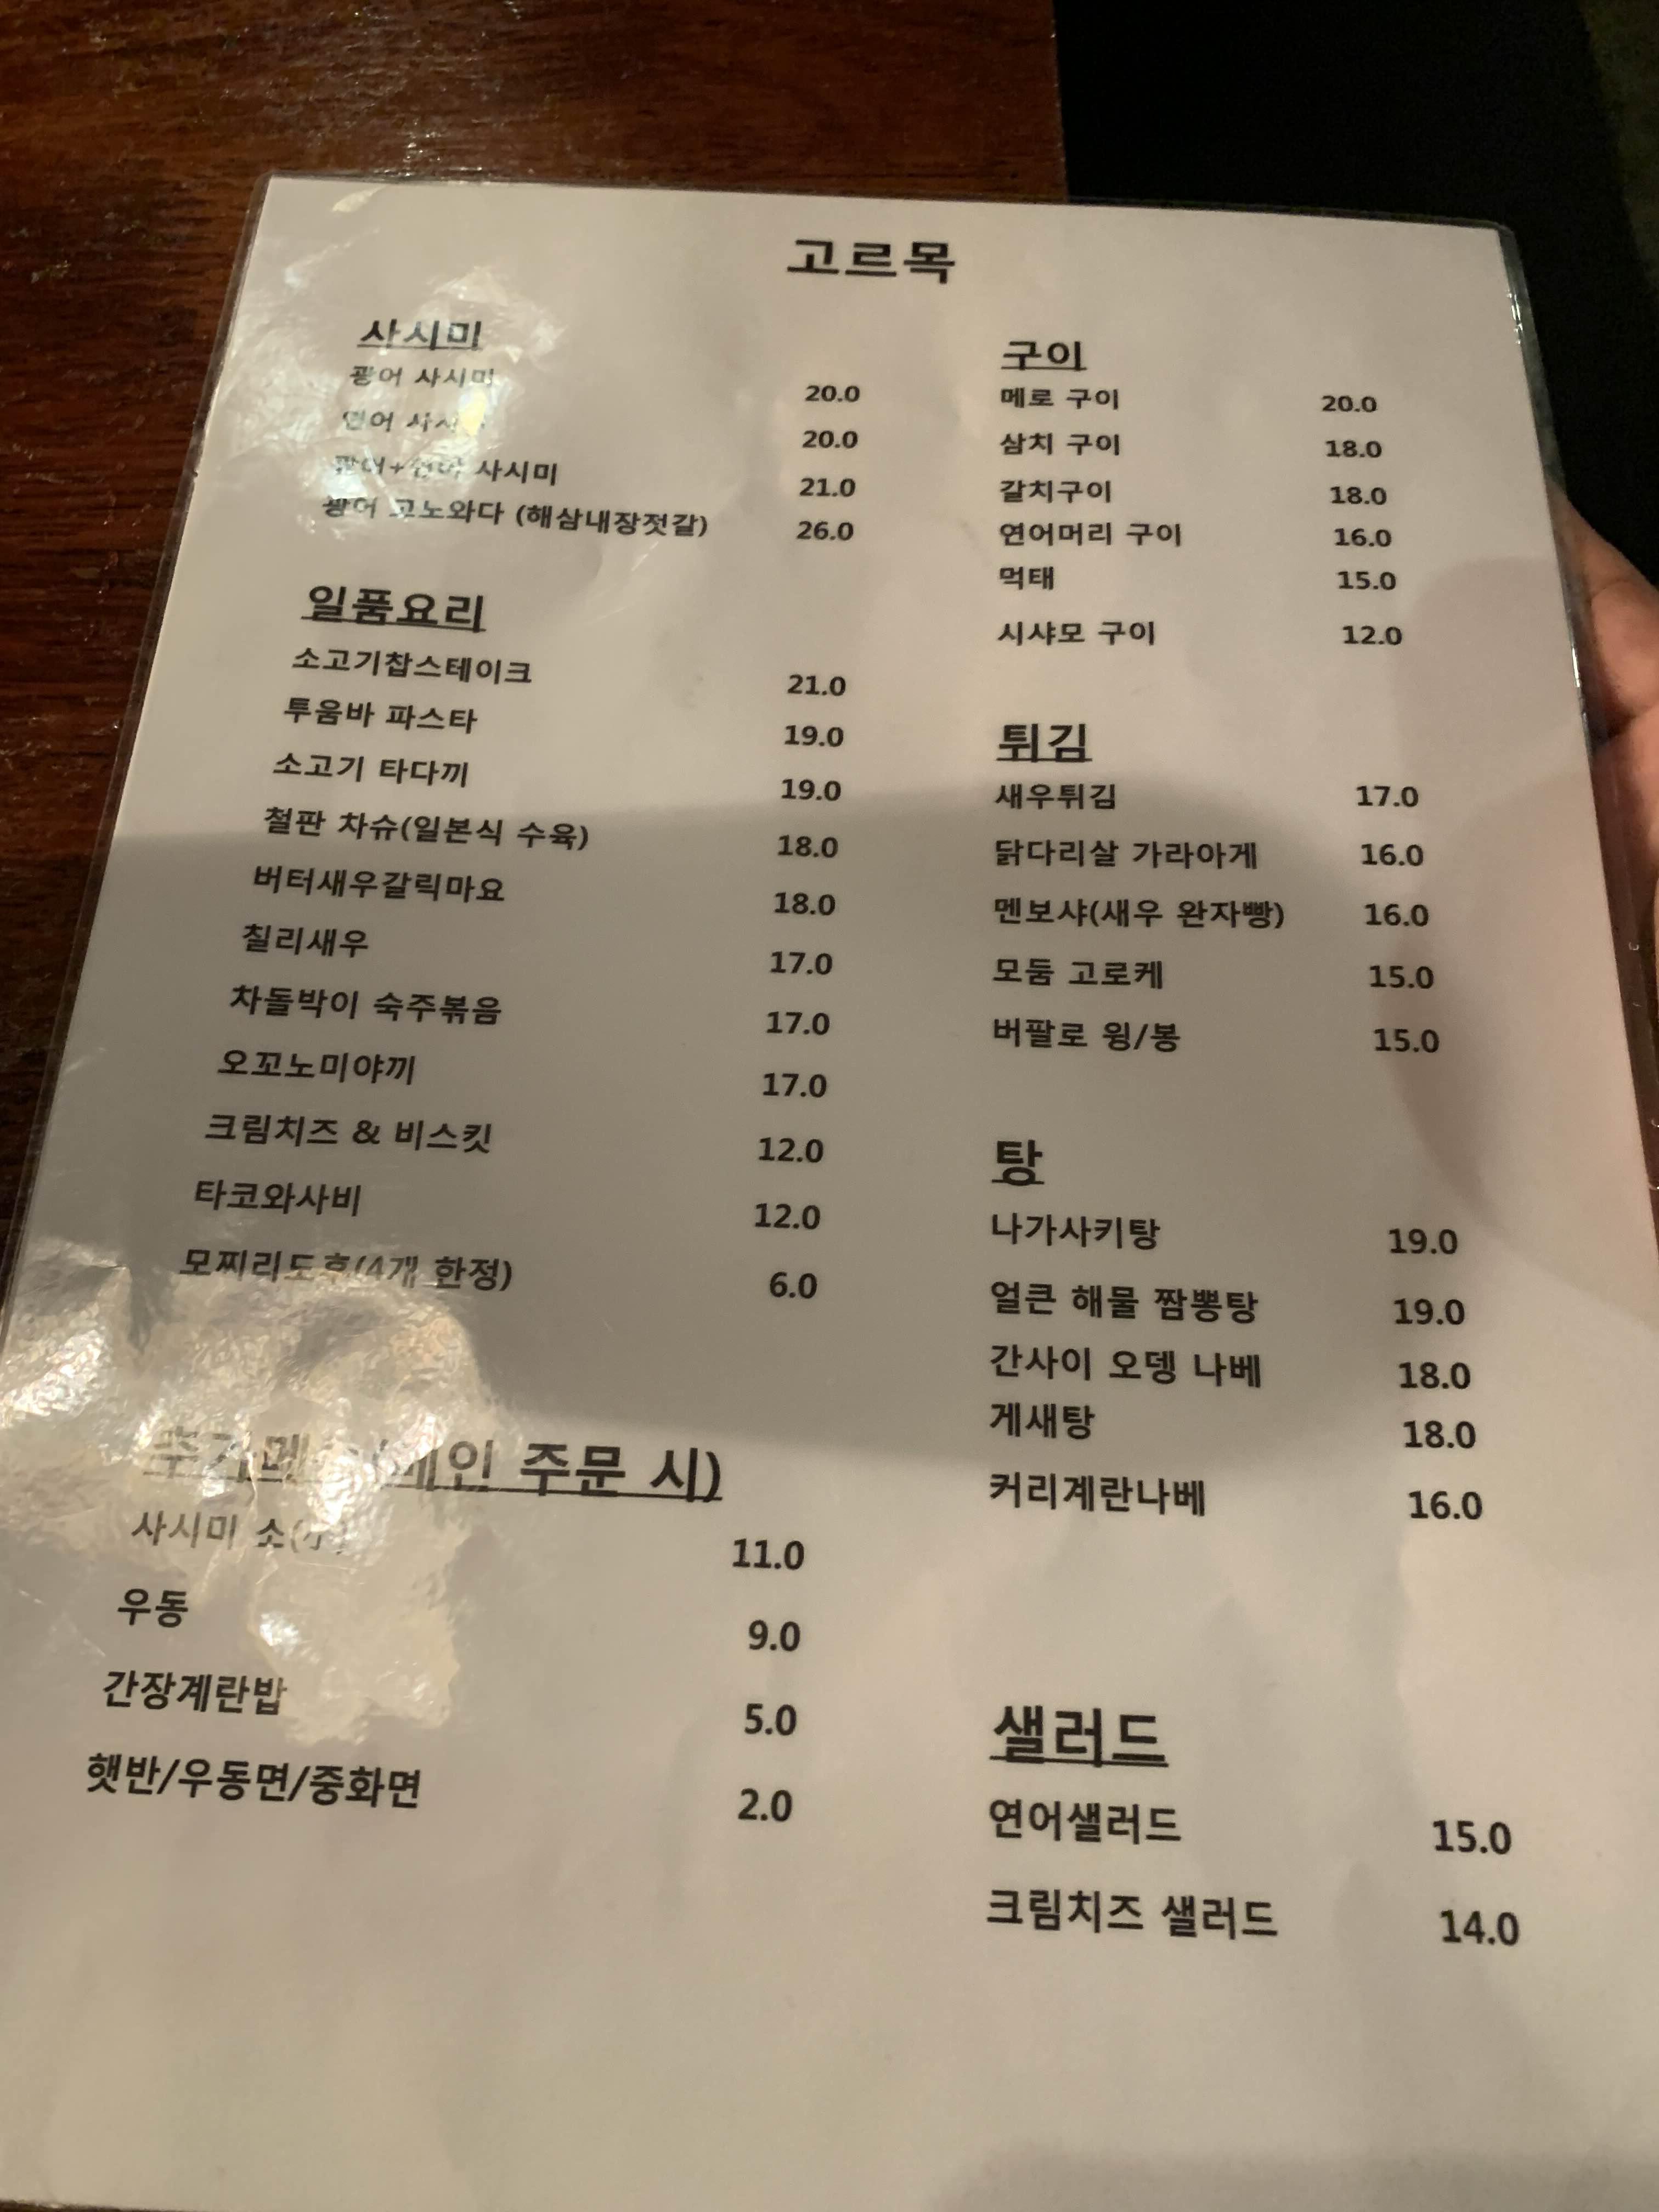 고르목
사시미
광어 사시미 20.0
연어 20.0
사시미 21.0
광어 고노와다 (해삼내장젓갈) 26.0
일품요리
소고기찹스테이크 21.0
투움바 파스타 19.0
소고기 타다끼 19.0
철판 차슈(일본식 수육) 18.0
버터새우갈릭마요 18.0
칠리새우 17.0
차돌박이 숙주볶음 17.0
오꼬노미야끼 17.0
크림치즈 & 비스킷 12.0
타코와사비 12.0
모찌리도후(4개 한정) 6.0
주문 시)
사시미 11.0
우동 9.0
간장계란밥 5.0
햇반/우동면/중화면 2.0
구이
메로 구이 20.0
삼치 구이 18.0
갈치구이 18.0
연어머리 구이 16.0
먹태 15.0
시샤모 구이 12.0
튀김
새우튀김 17.0
닭다리살 가라아게 16.0
멘보샤(새우 완자빵) 16.0
모둠 고로케 15.0
버팔로 윙/봉 15.0
탕
나가사키탕 19.0
얼큰 해물 짬뽕탕 19.0
간사이 오뎅 나베 18.0
게새탕 18.0
커리계란나베 16.0
샐러드
연어샐러드 15.0
크림치즈 샐러드 14.0